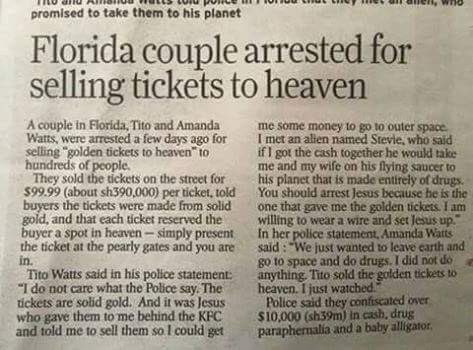 promised to take them to his planet
Florida couple arrested for
selling tickets to heaven
A couple in Florida, Tito and Amanda
Watts, were arrested a few days ago for
selling "golden tickets to heaven" to
hundreds of people.
They sold the tickets on the street for
$99.99 (about sh390,000) per ticket, told
buyers the tickets were made from solid
gold, and that each ticket reserved the
buyer a spot in heaven — simply present
the ticket at the pearly gates and you are
in.
Tito Watts said in his police statement:
"I do not care what the Police say. The
tickets are solid gold. And it was Jesus
who gave them to me behind the KFC
and told me to sell them so I could get
me some money to go to outer space.
I met an alien named Stevie, who said
if I got the cash together he would take
me and my wife on his flying saucer to
his planet that is made entirely of drugs.
You should arrest Jesus because he is the
one that gave me the golden tickets. I am
willing to wear a wire and set Jesus up."
In her police statement, Amanda Watts
said : "We just wanted to leave earth and
go to space and do drugs. I did not do
anything. Tito sold the golden tickets to
heaven. I just watched."
Police said they confiscated over
$10,000 (sh39m) in cash, drug
paraphernalia and a baby alligator.